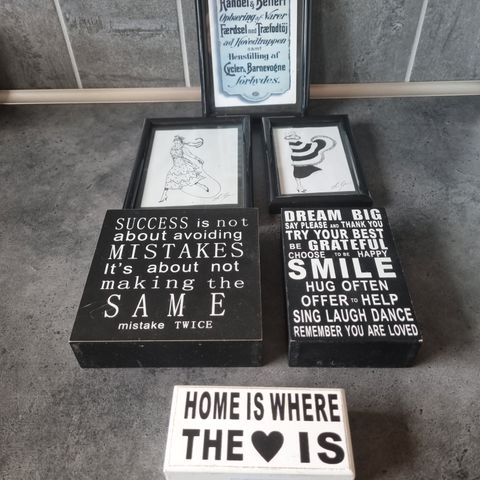 Handel & Betleri
Opbæring af Varer
Færdsel med Træfodtöj
ad Hovedtrappen
samt
Henstilling af
Cycler & Barnevogne
forbydes.
SUCCESS is not
about avoiding
MISTAKES
It's about not
making the
SAME
mistake TWICE
DREAM BIG
SAY PLEASE AND THANK YOU
TRY YOUR BEST
BE GRATEFUL
CHOOSE TO BE HAPPY
SMILE
HUG OFTEN
OFFER TO HELP
SING LAUGH DANCE
REMEMBER YOU ARE LOVED
HOME IS WHERE
THE ♥ IS